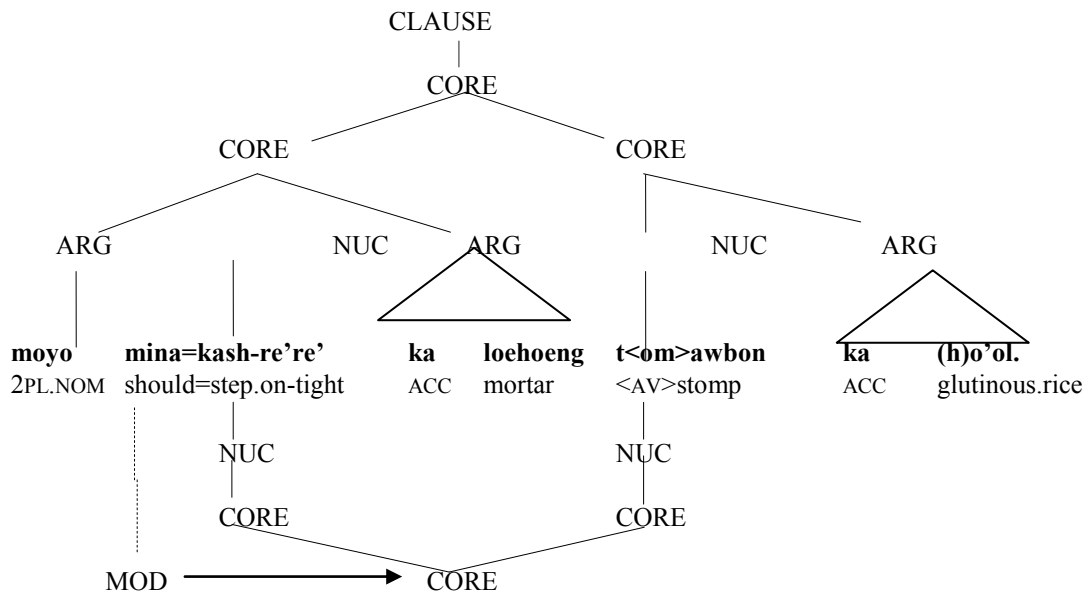 CLAUSE
CORE
CORE CORE
ARG NUC ARG NUC ARG
moyo mina=kash-re’re’ ka loehoeng t<om>awbon ka (h)o’ol.
2PL.NOM should=step.on-tight ACC mortar <AV>stomp ACC glutinous.rice
NUC NUC
CORE CORE
MOD CORE